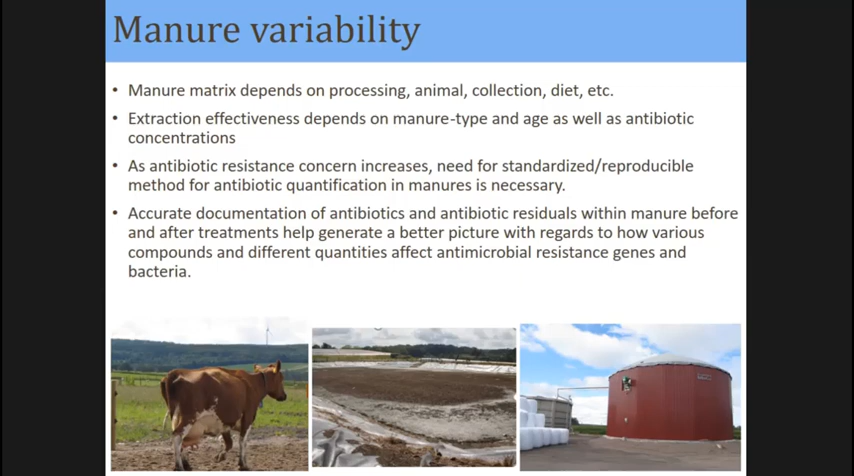 Manure variability
• Manure matrix depends on processing, animal, collection, diet, etc.
• Extraction effectiveness depends on manure-type and age as well as antibiotic
concentrations
• As antibiotic resistance concern increases, need for standardized/reproducible
method for antibiotic quantification in manures is necessary.
• Accurate documentation of antibiotics and antibiotic residuals within manure before
and after treatments help generate a better picture with regards to how various
compounds and different quantities affect antimicrobial resistance genes and
bacteria.